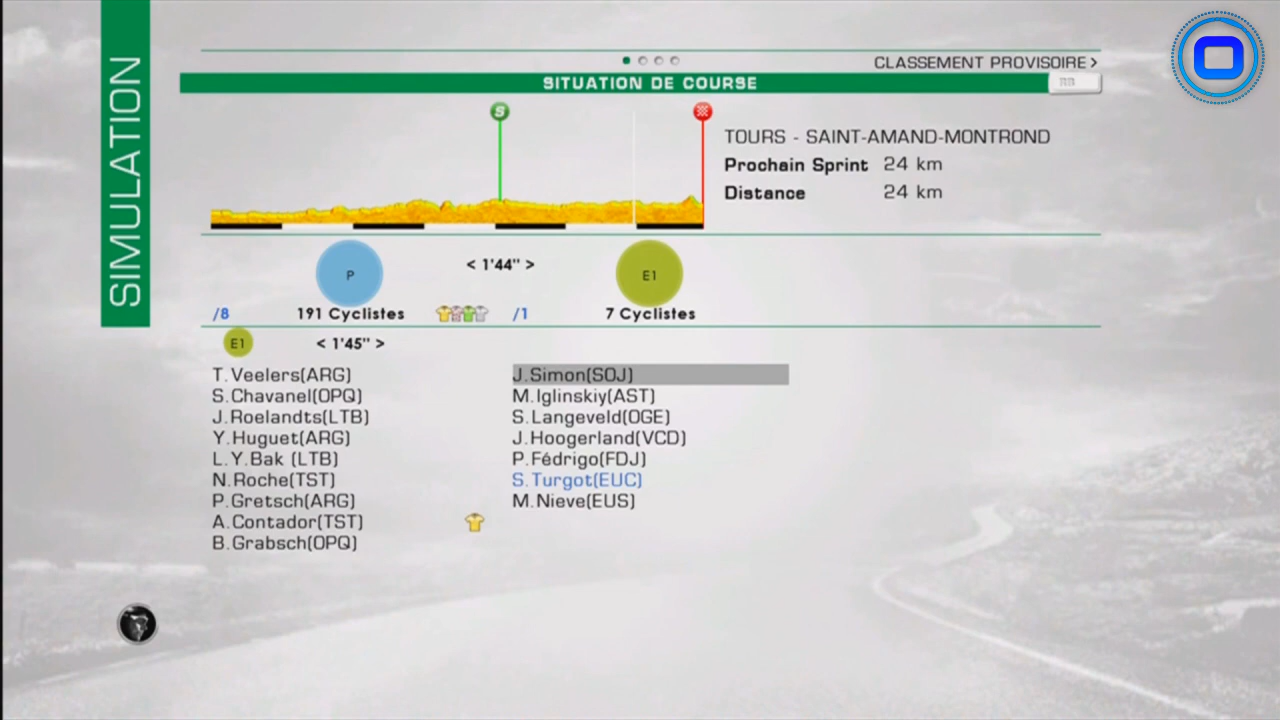 SIMULATION
CLASSEMENT PROVISOIRE >
SITUATION DE COURSE
RB
S
TOURS - SAINT-AMAND-MONTROND
Prochain Sprint 24 km
Distance 24 km
P
< 1'44" >
E1
/8
191 Cyclistes
/1
7 Cyclistes
E1
< 1'45" >
T.Veelers(ARG)
S.Chavanel(OPQ)
J.Roelandts(LTB)
Y.Huguet(ARG)
L.Y.Bak (LTB)
N.Roche(TST)
P.Gretsch(ARG)
A.Contador(TST)
B.Grabsch(OPQ)
J.Simon(SOJ)
M.Iglinskiy(AST)
S.Langeveld(OGE)
J.Hoogerland(VCD)
P.Fédrigo(FDJ)
S.Turgot(EUC)
M.Nieve(EUS)